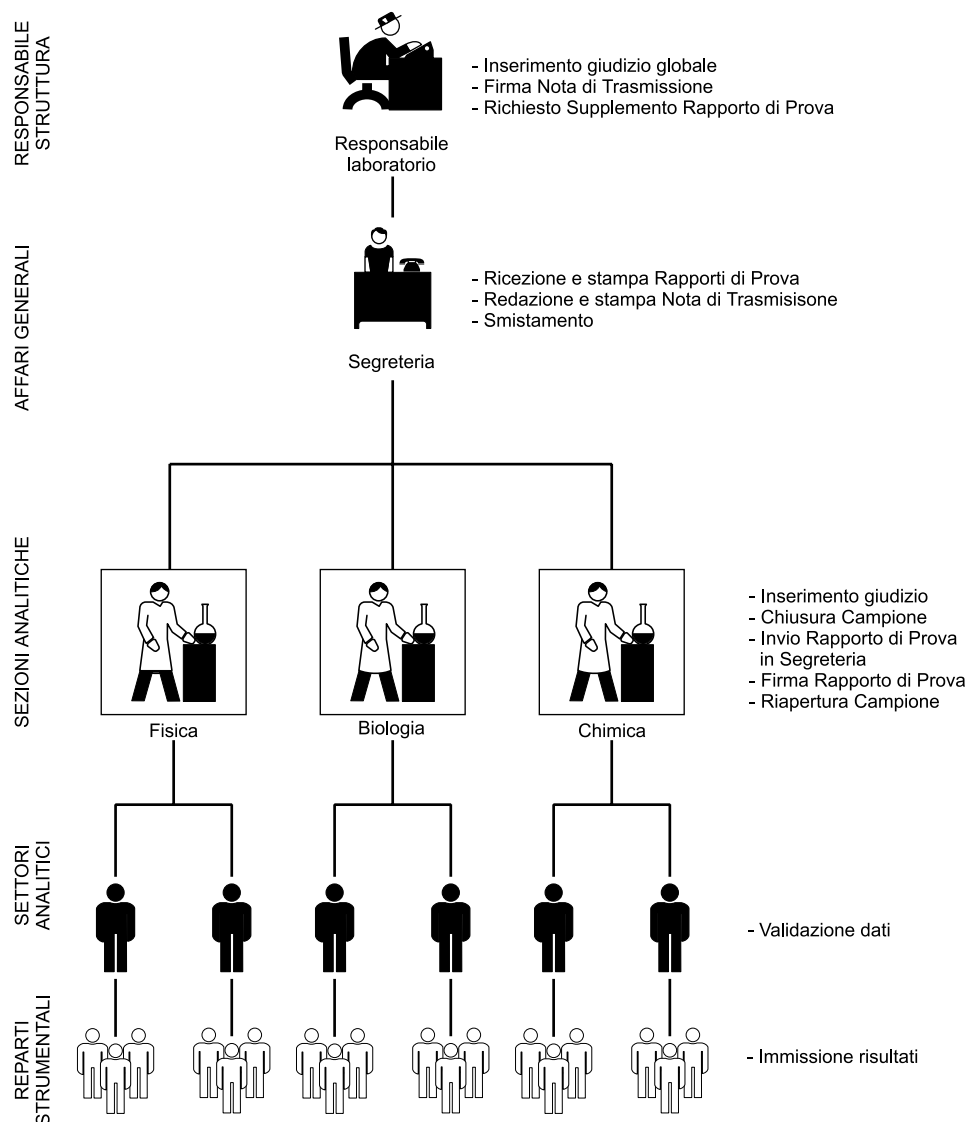 RESPONSABILE
STRUTTURA
- Inserimento giudizio globale
- Firma Nota di Trasmissione
- Richiesto Supplemento Rapporto di Prova
Responsabile
laboratorio
AFFARI GENERALI
- Ricezione e stampa Rapporti di Prova
- Redazione e stampa Nota di Trasmisisone
- Smistamento
Segreteria
SEZIONI ANALITICHE
- Inserimento giudizio
- Chiusura Campione
- Invio Rapporto di Prova
in Segreteria
- Firma Rapporto di Prova
- Riapertura Campione
Fisica
Biologia
Chimica
SETTORI
ANALITICI
- Validazione dati
REPARTI
STRUMENTALI
- Immissione risultati